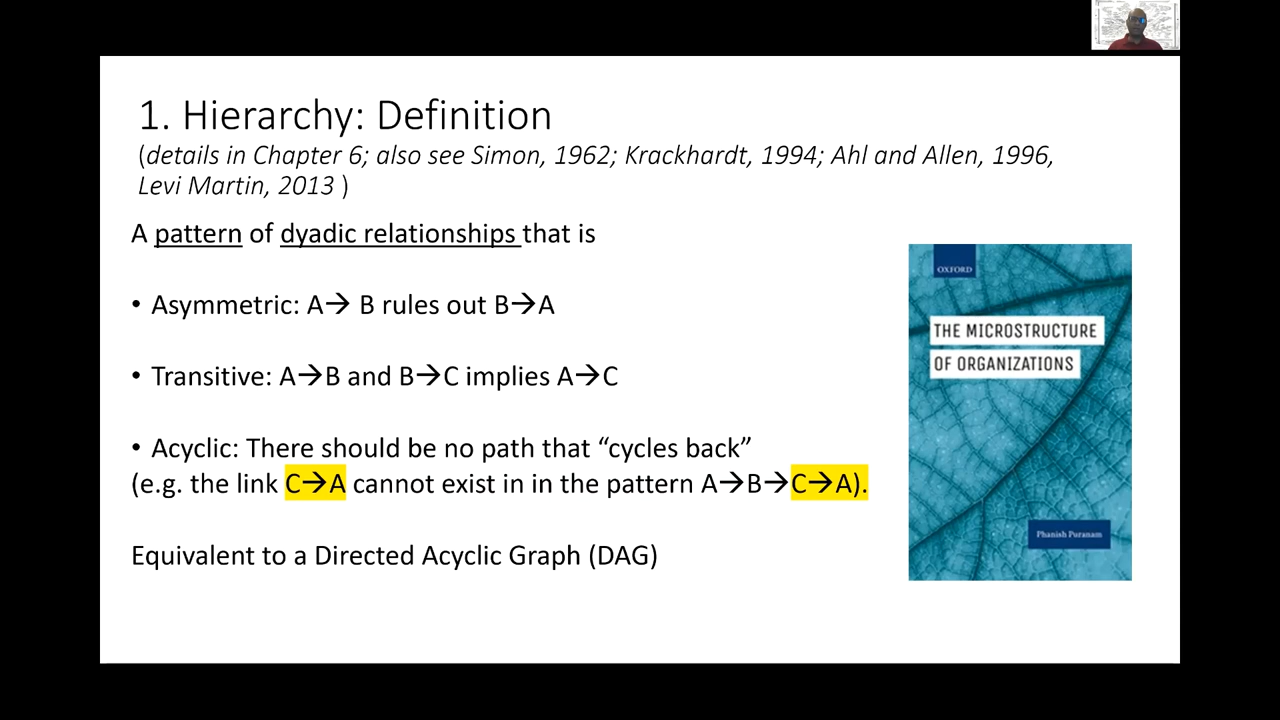 1. Hierarchy: Definition
(details in Chapter 6; also see Simon, 1962; Krackhardt, 1994; Ahl and Allen, 1996,
Levi Martin, 2013 )
A pattern of dyadic relationships that is
• Asymmetric: A→ B rules out B→A
• Transitive: A→B and B→C implies A→C
• Acyclic: There should be no path that “cycles back”
(e.g. the link C→A cannot exist in in the pattern A→B→C→A).
Equivalent to a Directed Acyclic Graph (DAG)
OXFORD
THE MICROSTRUCTURE
OF ORGANIZATIONS
Phanish Puranam